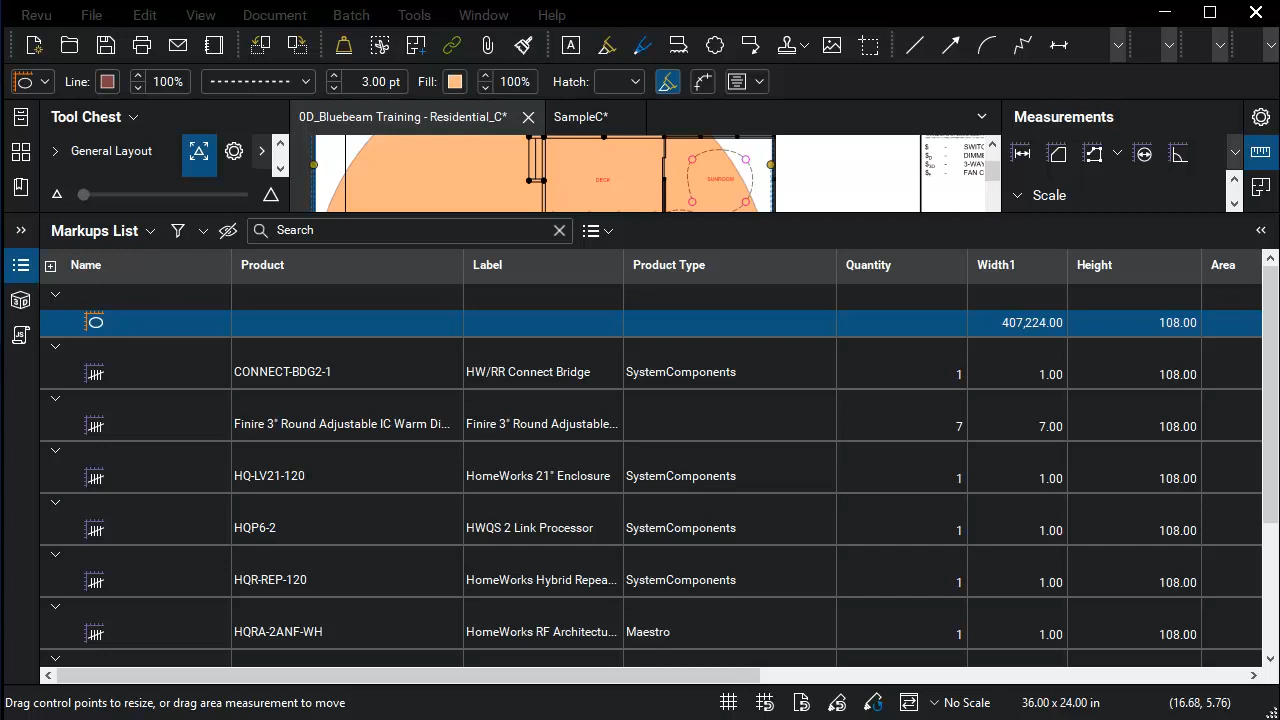 Revu File Edit View Document Batch Tools Window Help
Line: 100% 3.00 pt Fill: 100% Hatch:
Tool Chest
0D_Bluebeam Training - Residential_C* SampleC*
Measurements
General Layout
DECK
SUNROOM
$ - SWITC
- DIMME
- 3-WAY
- FAN C
Scale
Markups List Search
Name Product Label Product Type Quantity Width1 Height Area
407,224.00 108.00
CONNECT-BDG2-1 HW/RR Connect Bridge SystemComponents 1 1.00 108.00
Finire 3" Round Adjustable IC Warm Di... Finire 3" Round Adjustable... 7 7.00 108.00
HQ-LV21-120 HomeWorks 21" Enclosure SystemComponents 1 1.00 108.00
HQP6-2 HWQS 2 Link Processor SystemComponents 1 1.00 108.00
HQR-REP-120 HomeWorks Hybrid Repea... SystemComponents 1 1.00 108.00
HQRA-2ANF-WH HomeWorks RF Architectu... Maestro 1 1.00 108.00
Drag control points to resize, or drag area measurement to move No Scale 36.00 x 24.00 in (16.68, 5.76)